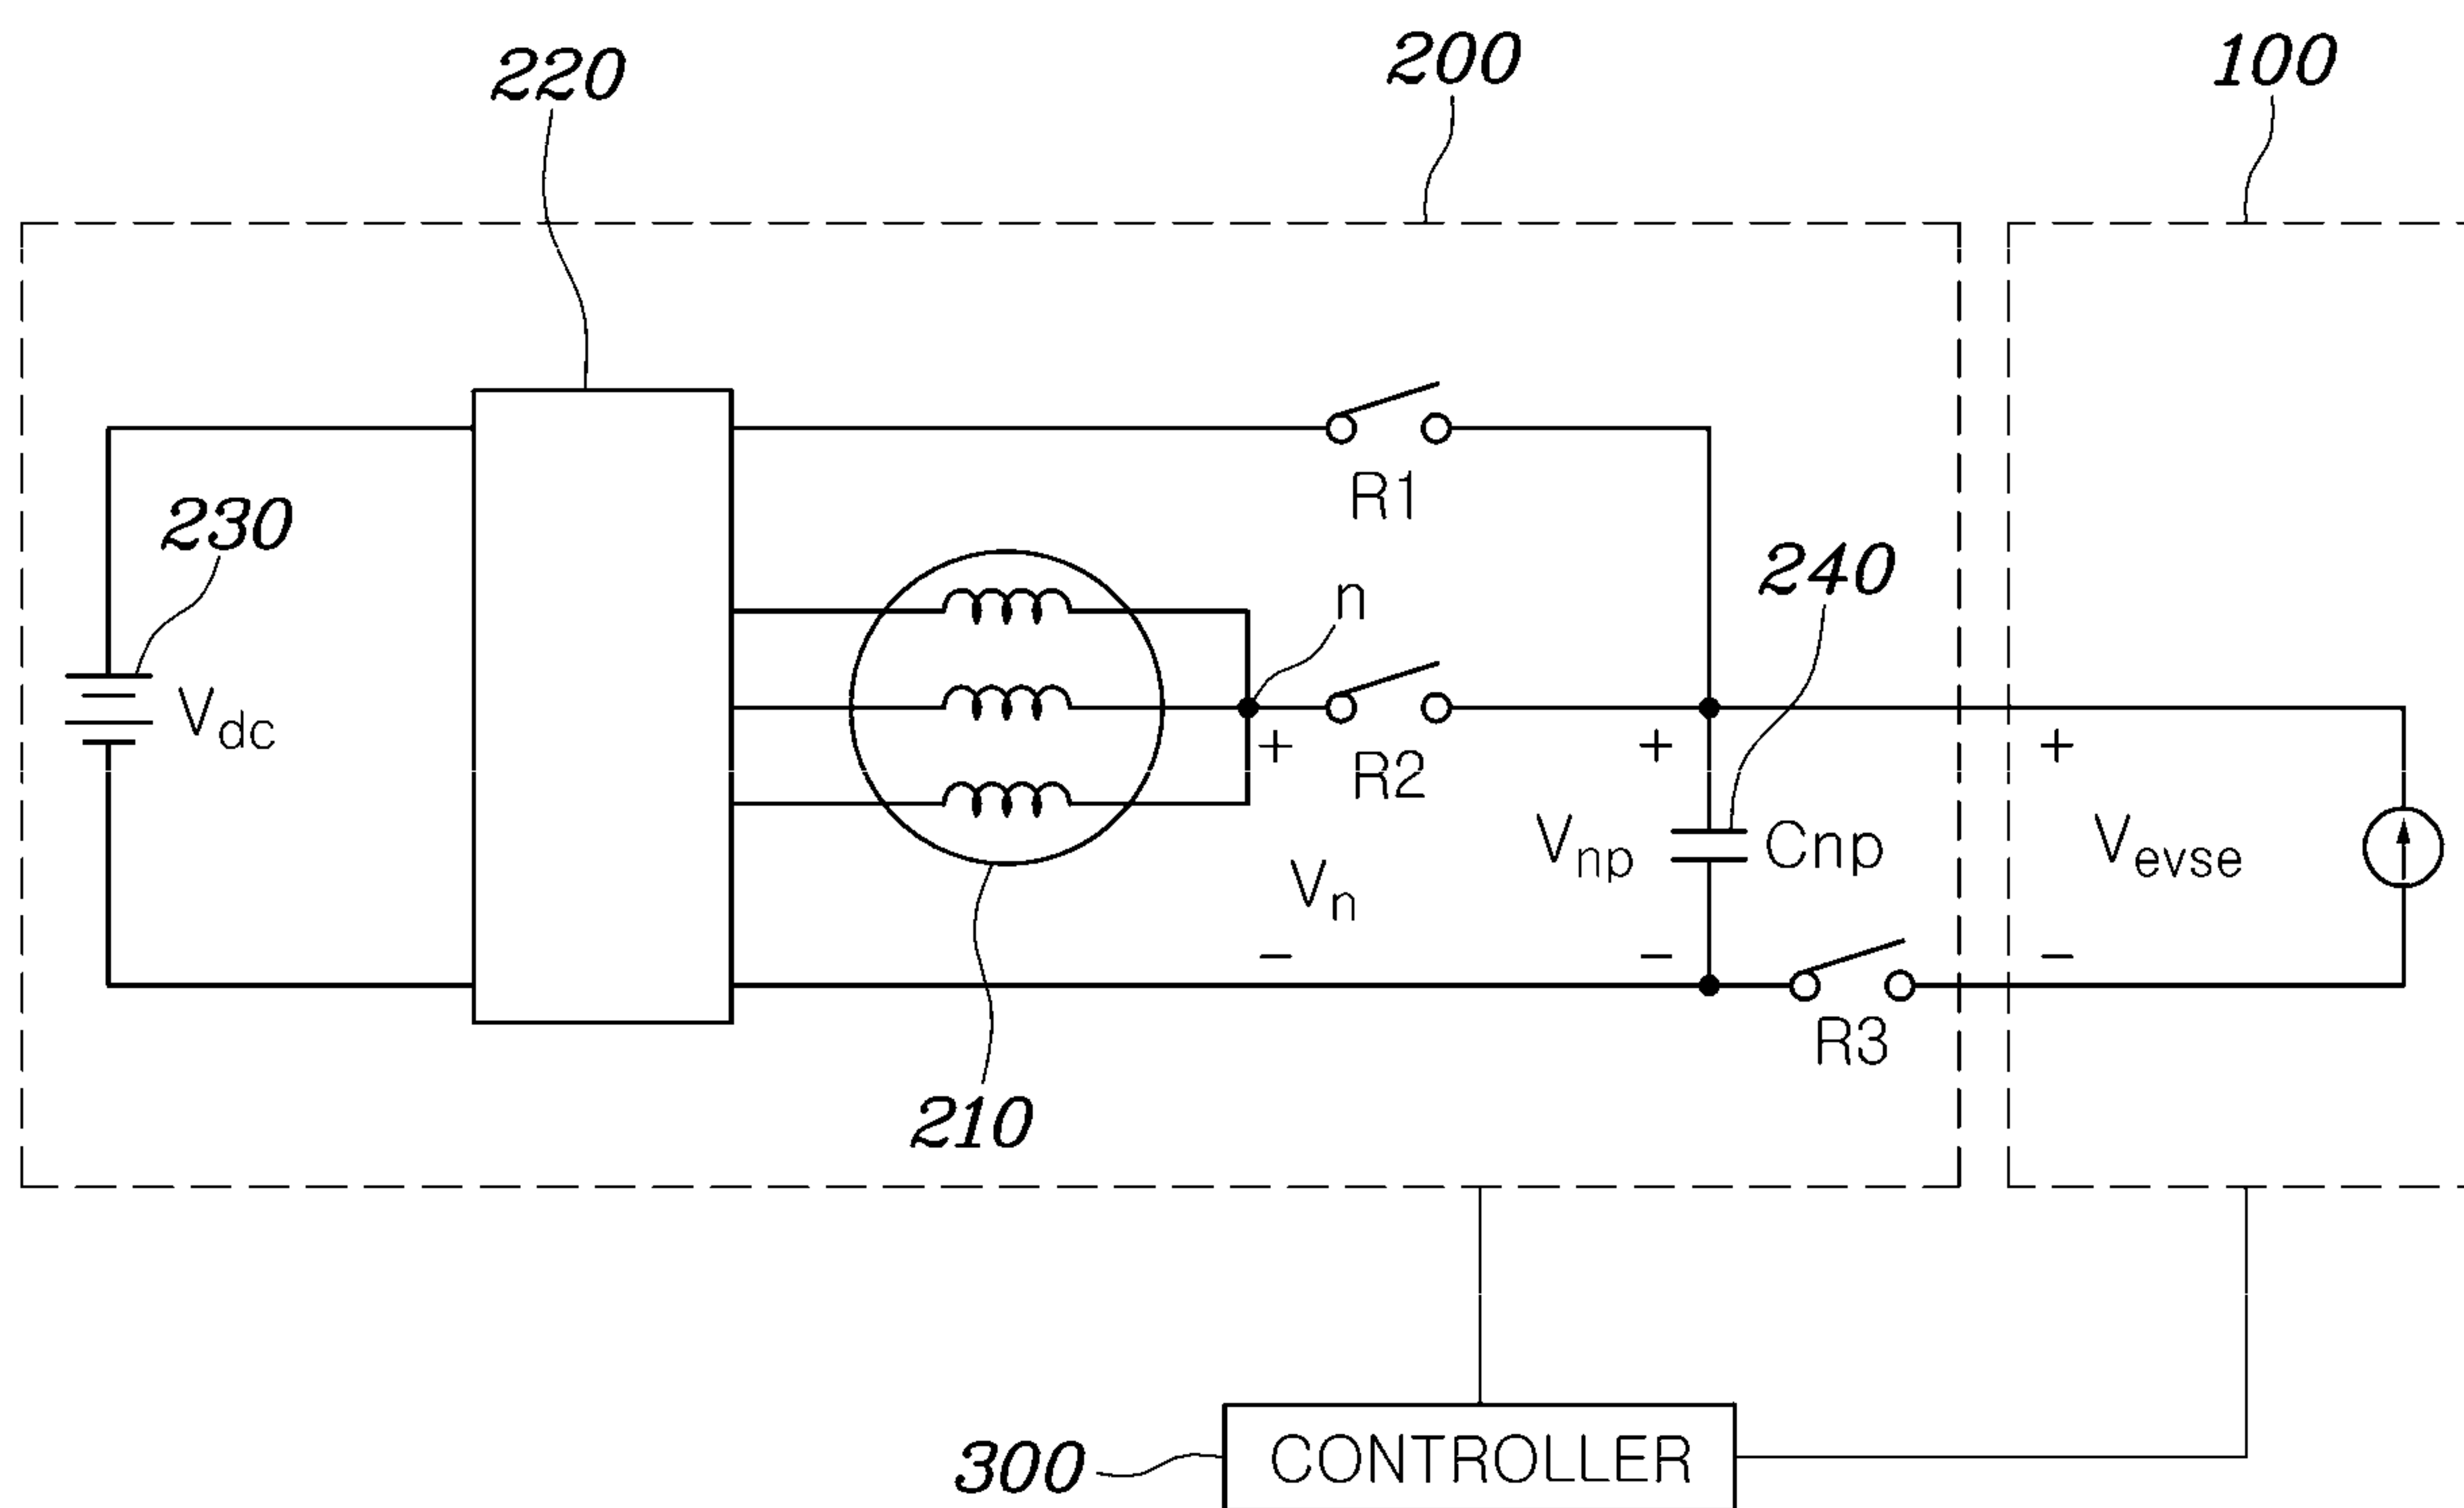 220
200
100
R1
230
n
240
Vdc
+
R2
+
+
Vn
Vnp
Cnp
Vevse
−
−
−
R3
210
300
CONTROLLER